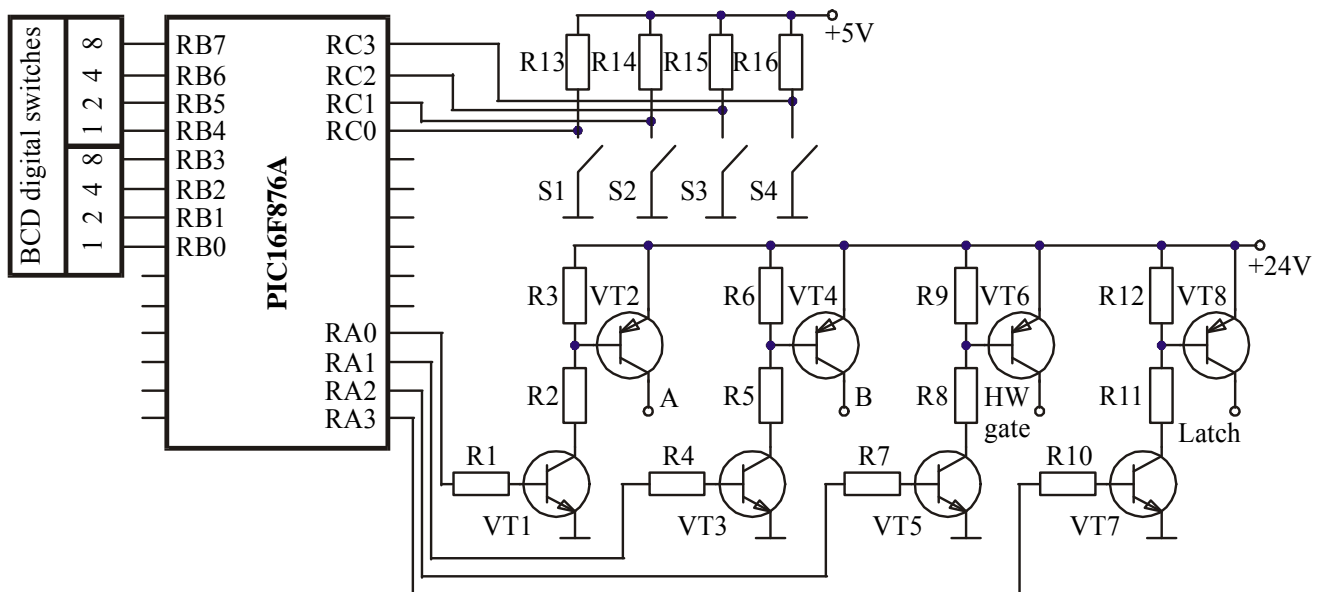 BCD digital switches
8
4
2
1
8
4
2
1
RB7
RB6
RB5
RB4
RB3
RB2
RB1
RB0
PIC16F876A
RC3
RC2
RC1
RC0
RA0
RA1
RA2
RA3
R13
R14
R15
R16
+5V
S1
S2
S3
S4
+24V
R3
VT2
R6
VT4
R9
VT6
R12
VT8
R2
A
R5
B
R8
HW
gate
R11
Latch
R1
VT1
R4
VT3
R7
VT5
R10
VT7